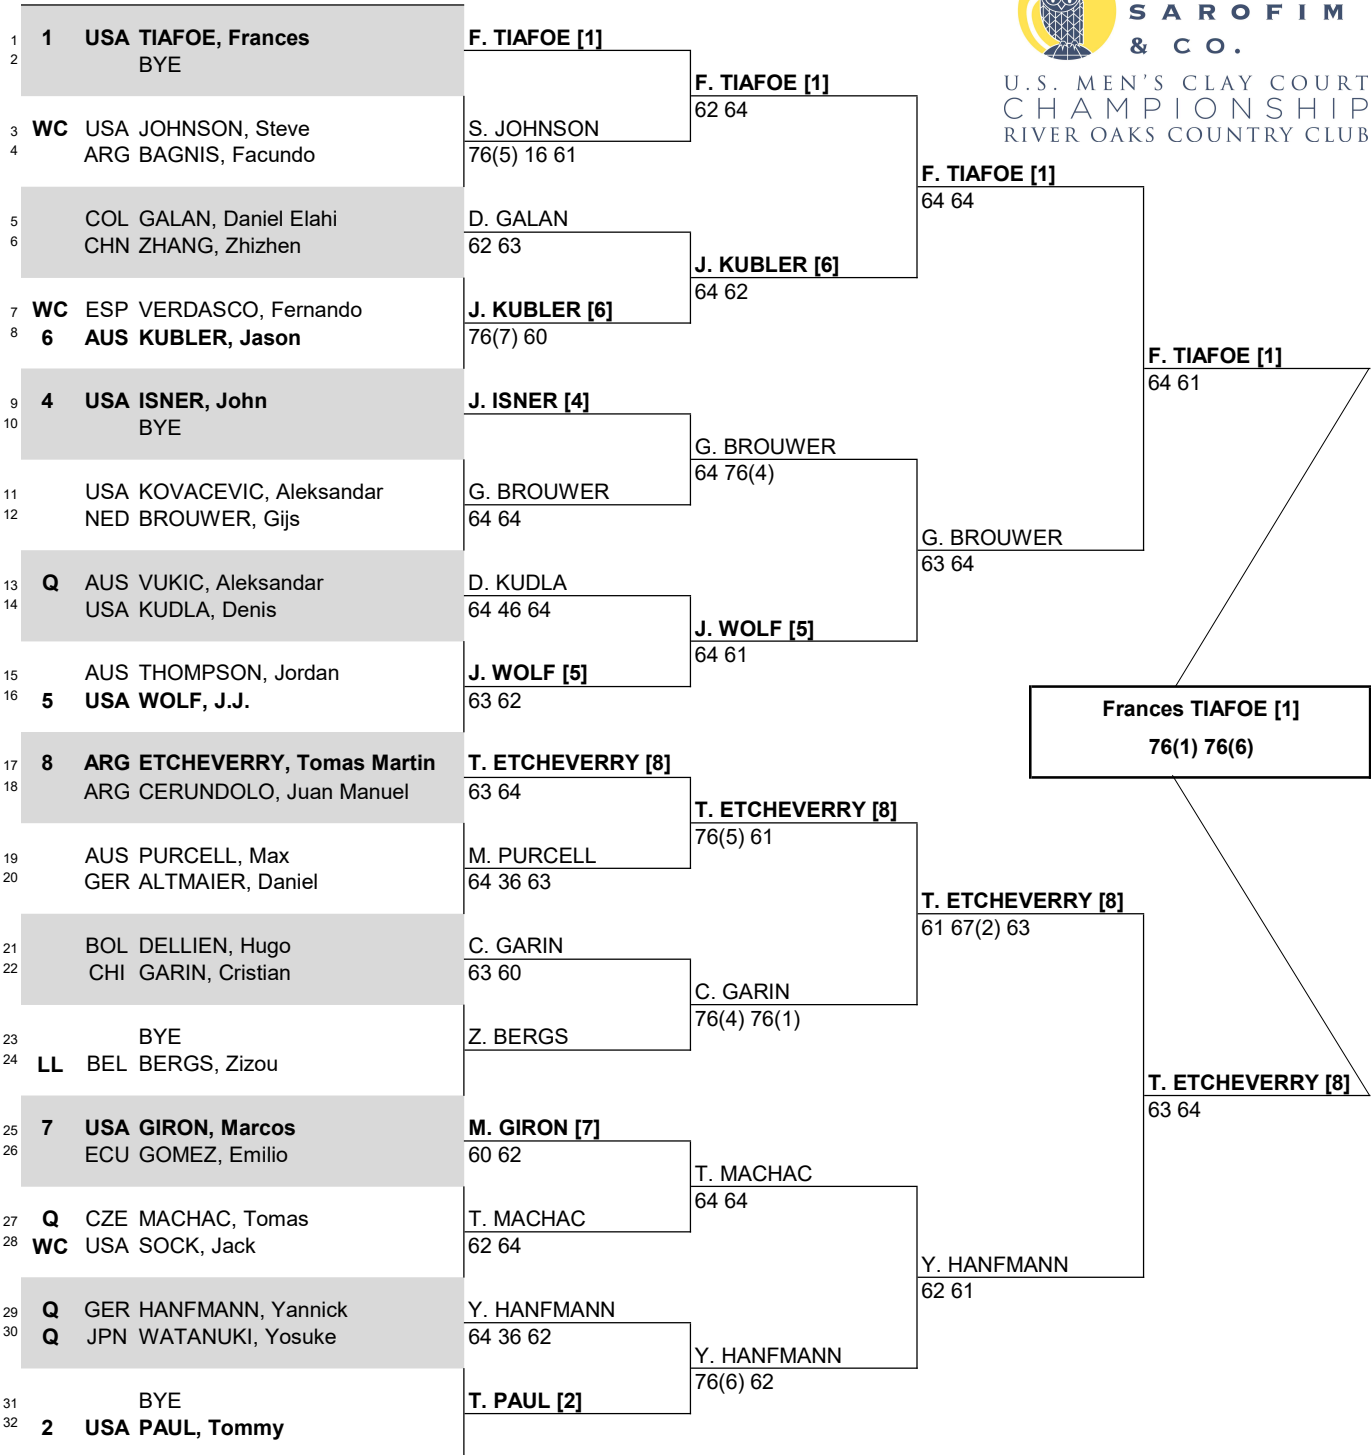 SAROFIM
& CO.
U.S. MEN'S CLAY COURT
CHAMPIONSHIP
RIVER OAKS COUNTRY CLUB
1 1 USA TIAFOE, Frances
2 BYE
3 WC USA JOHNSON, Steve
4 ARG BAGNIS, Facundo
5 COL GALAN, Daniel Elahi
6 CHN ZHANG, Zhizhen
7 WC ESP VERDASCO, Fernando
8 6 AUS KUBLER, Jason
9 4 USA ISNER, John
10 BYE
11 USA KOVACEVIC, Aleksandar
12 NED BROUWER, Gijs
13 Q AUS VUKIC, Aleksandar
14 USA KUDLA, Denis
15 AUS THOMPSON, Jordan
16 5 USA WOLF, J.J.
17 8 ARG ETCHEVERRY, Tomas Martin
18 ARG CERUNDOLO, Juan Manuel
19 AUS PURCELL, Max
20 GER ALTMAIER, Daniel
21 BOL DELLIEN, Hugo
22 CHI GARIN, Cristian
23 BYE
24 LL BEL BERGS, Zizou
25 7 USA GIRON, Marcos
26 ECU GOMEZ, Emilio
27 Q CZE MACHAC, Tomas
28 WC USA SOCK, Jack
29 Q GER HANFMANN, Yannick
30 Q JPN WATANUKI, Yosuke
31 BYE
32 2 USA PAUL, Tommy
F. TIAFOE [1]
S. JOHNSON
76(5) 16 61
D. GALAN
62 63
J. KUBLER [6]
76(7) 60
J. ISNER [4]
G. BROUWER
64 64
D. KUDLA
64 46 64
J. WOLF [5]
63 62
T. ETCHEVERRY [8]
63 64
M. PURCELL
64 36 63
C. GARIN
63 60
Z. BERGS
M. GIRON [7]
60 62
T. MACHAC
62 64
Y. HANFMANN
64 36 62
T. PAUL [2]
F. TIAFOE [1]
62 64
J. KUBLER [6]
64 62
G. BROUWER
64 76(4)
J. WOLF [5]
64 61
T. ETCHEVERRY [8]
76(5) 61
C. GARIN
76(4) 76(1)
T. MACHAC
64 64
Y. HANFMANN
76(6) 62
F. TIAFOE [1]
64 64
G. BROUWER
63 64
T. ETCHEVERRY [8]
61 67(2) 63
Y. HANFMANN
62 61
F. TIAFOE [1]
64 61
T. ETCHEVERRY [8]
63 64
Frances TIAFOE [1]
76(1) 76(6)